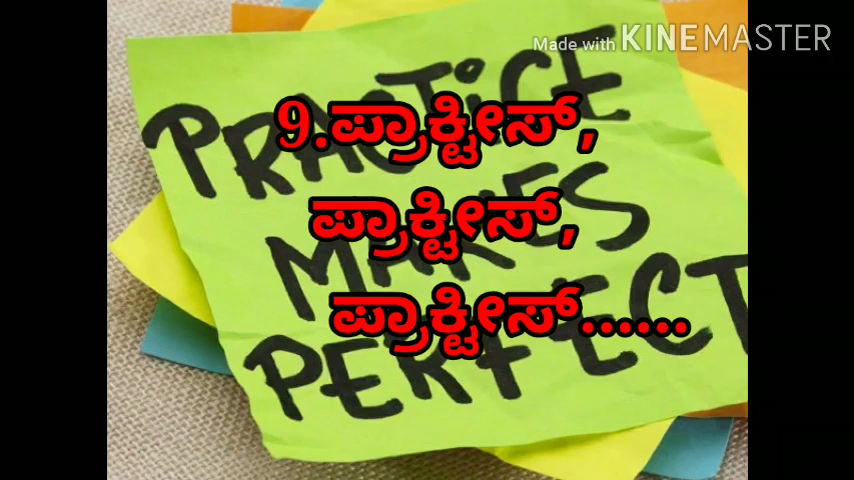 Made with KINEMASTER
PRACTICE
9.ಪ್ರಾಕ್ಟೀಸ್,
MAKES
ಪ್ರಾಕ್ಟೀಸ್,
PERFECT
ಪ್ರಾಕ್ಟೀಸ್......